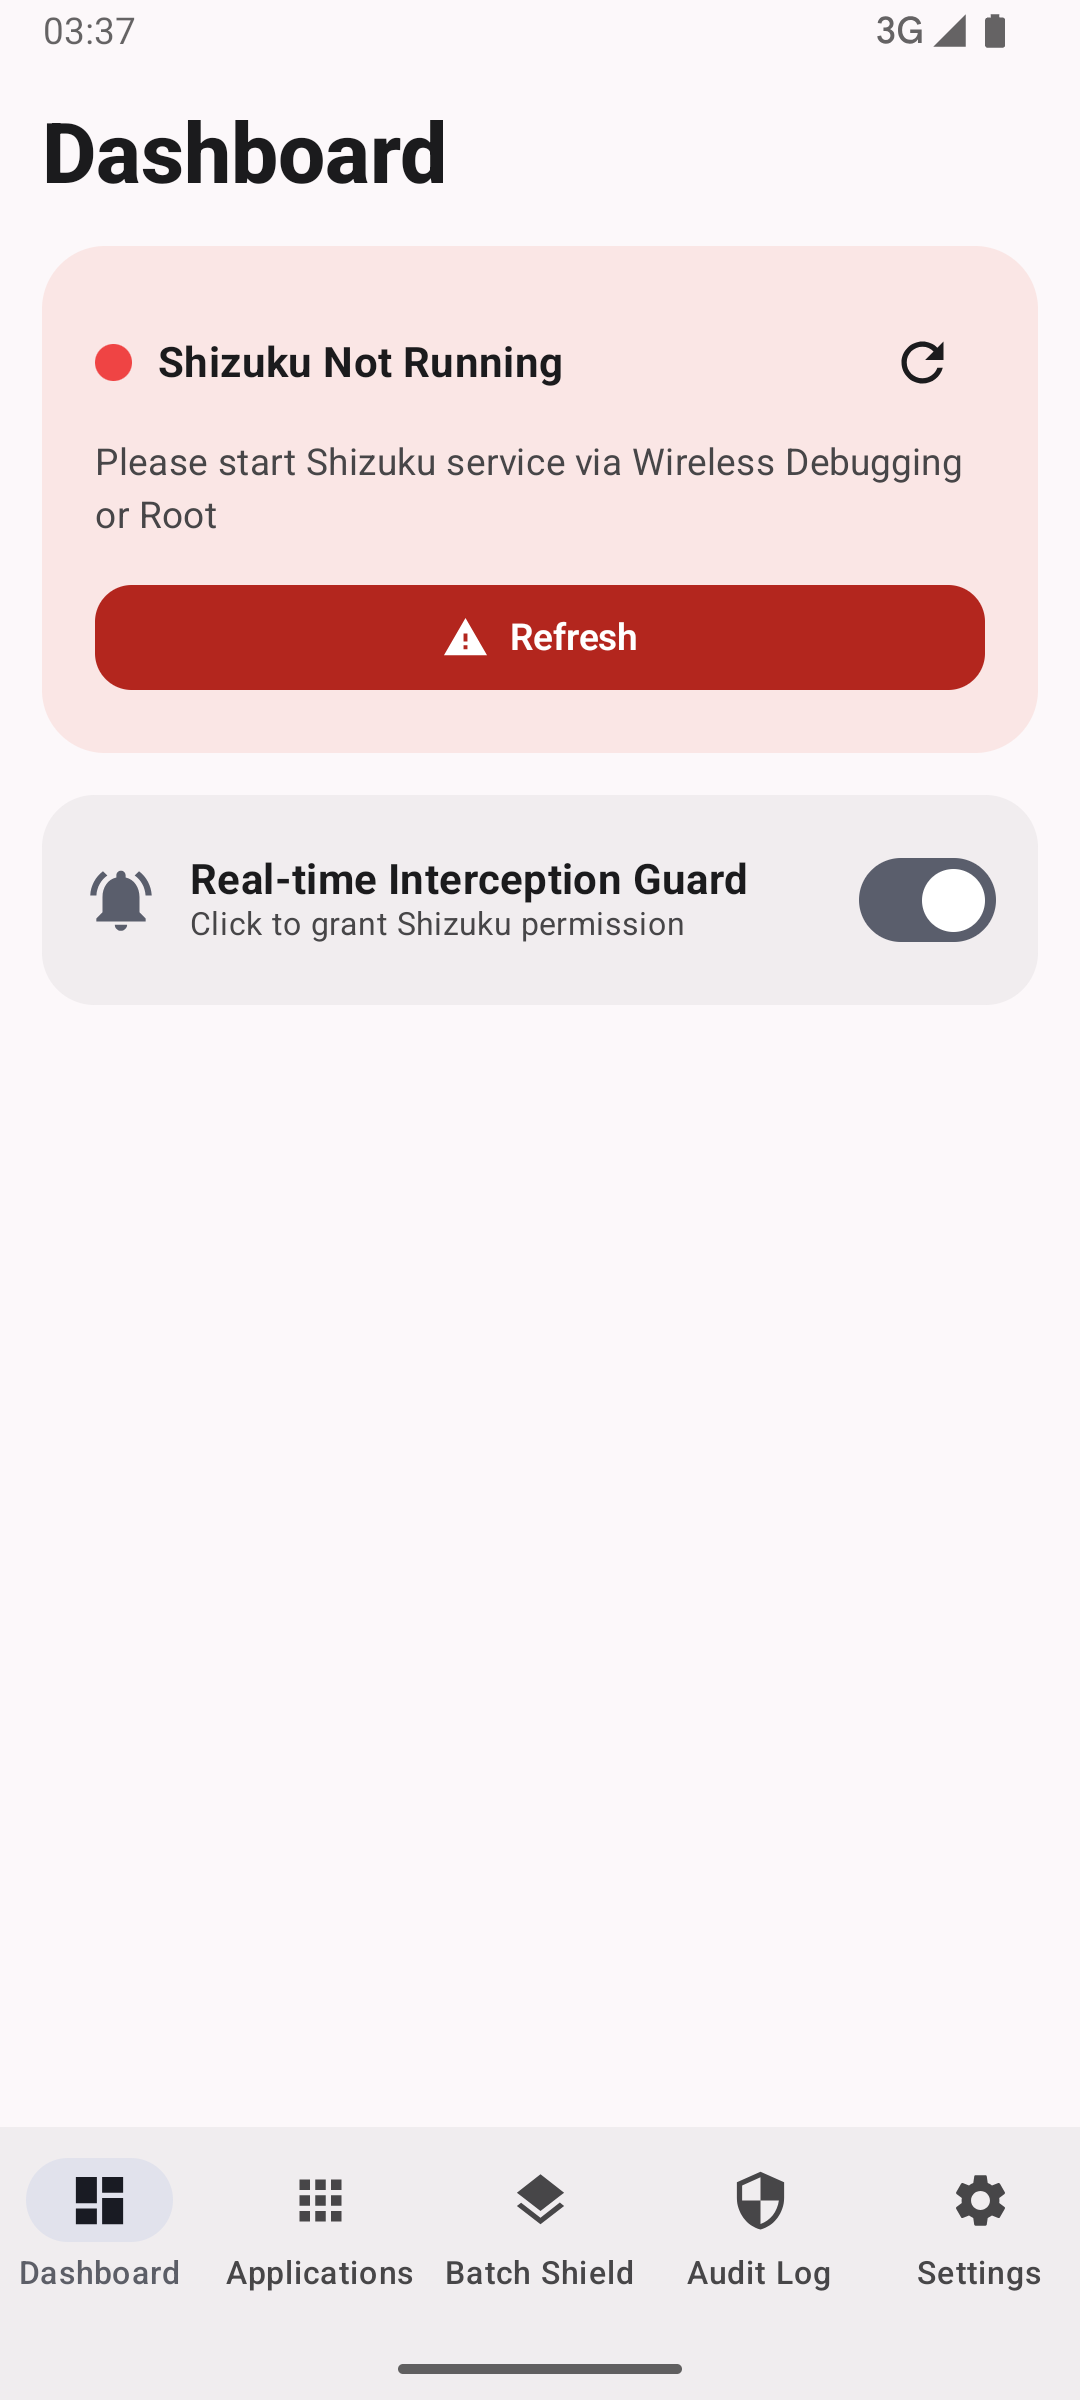 03:37
3G
Dashboard
Shizuku Not Running
Please start Shizuku service via Wireless Debugging
or Root
Refresh
Real-time Interception Guard
Click to grant Shizuku permission
Dashboard
Applications
Batch Shield
Audit Log
Settings